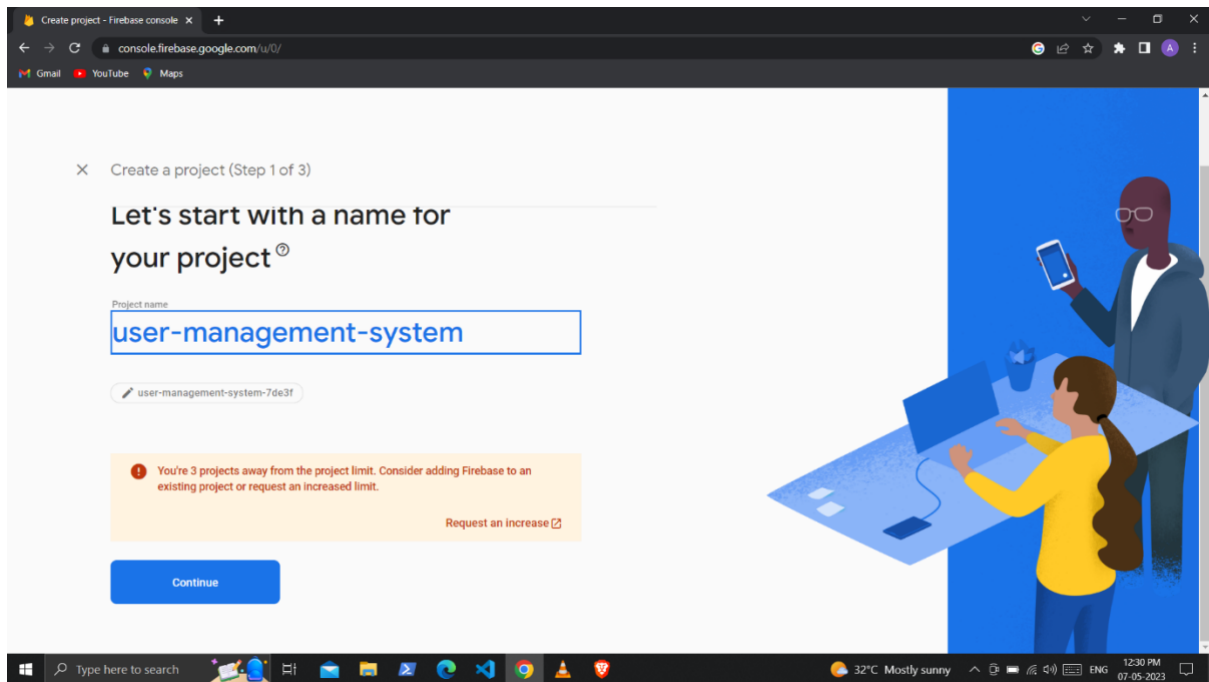 Create project - Firebase console
console.firebase.google.com/u/0/
Gmail YouTube Maps
A
Create a project (Step 1 of 3)
Let's start with a name for
your project
Project name
user-management-system
user-management-system-7de3f
You're 3 projects away from the project limit. Consider adding Firebase to an
existing project or request an increased limit.
Request an increase
Continue
Type here to search
32°C Mostly sunny
ENG
12:30 PM
07-05-2023